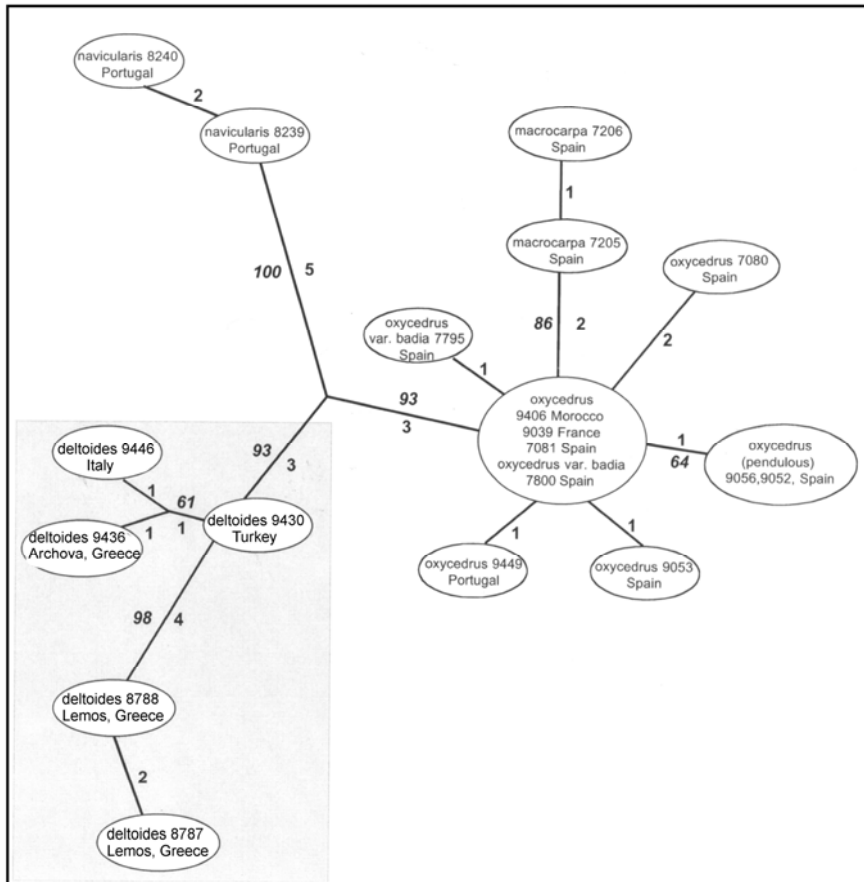 navicularis 8240
Portugal
2
navicularis 8239
Portugal
100
5
macrocarpa 7206
Spain
1
macrocarpa 7205
Spain
86
2
oxycedrus 7080
Spain
2
oxycedrus
var. badia 7795
Spain
1
93
3
oxycedrus
9406 Morocco
9039 France
7081 Spain
oxycedrus var. badia
7800 Spain
1
64
oxycedrus
(pendulous)
9056,9052, Spain
1
oxycedrus 9449
Portugal
1
oxycedrus 9053
Spain
93
3
deltoides 9446
Italy
1
61
1
deltoides 9430
Turkey
1
deltoides 9436
Archova, Greece
98
4
deltoides 8788
Lemos, Greece
2
deltoides 8787
Lemos, Greece